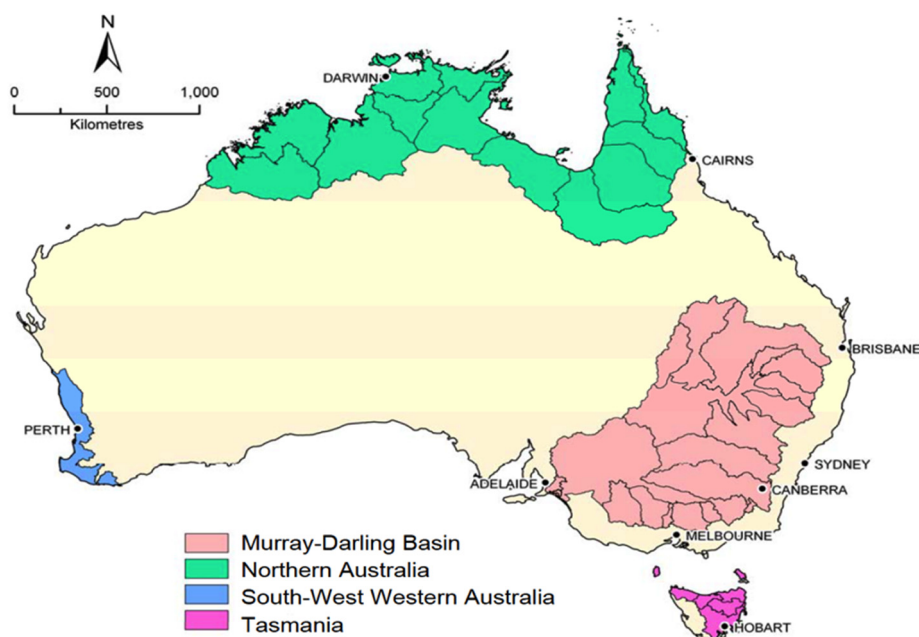 N
DARWIN
0 500 1,000
Kilometres
CAIRNS
BRISBANE
PERTH
SYDNEY
ADELAIDE
CANBERRA
MELBOURNE
Murray-Darling Basin
Northern Australia
South-West Western Australia
Tasmania
HOBART